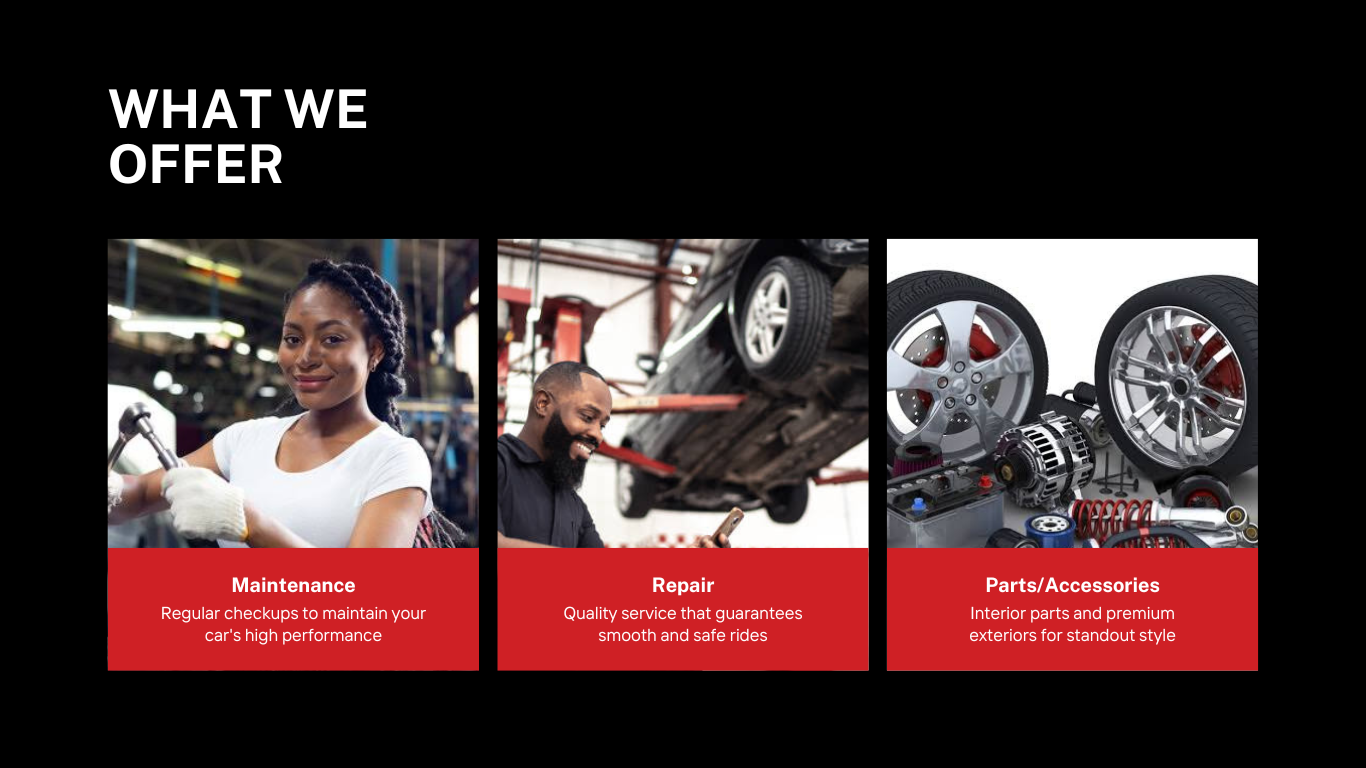 WHAT WE
OFFER
Maintenance
Regular checkups to maintain your
car's high performance
Repair
Quality service that guarantees
smooth and safe rides
Parts/Accessories
Interior parts and premium
exteriors for standout style